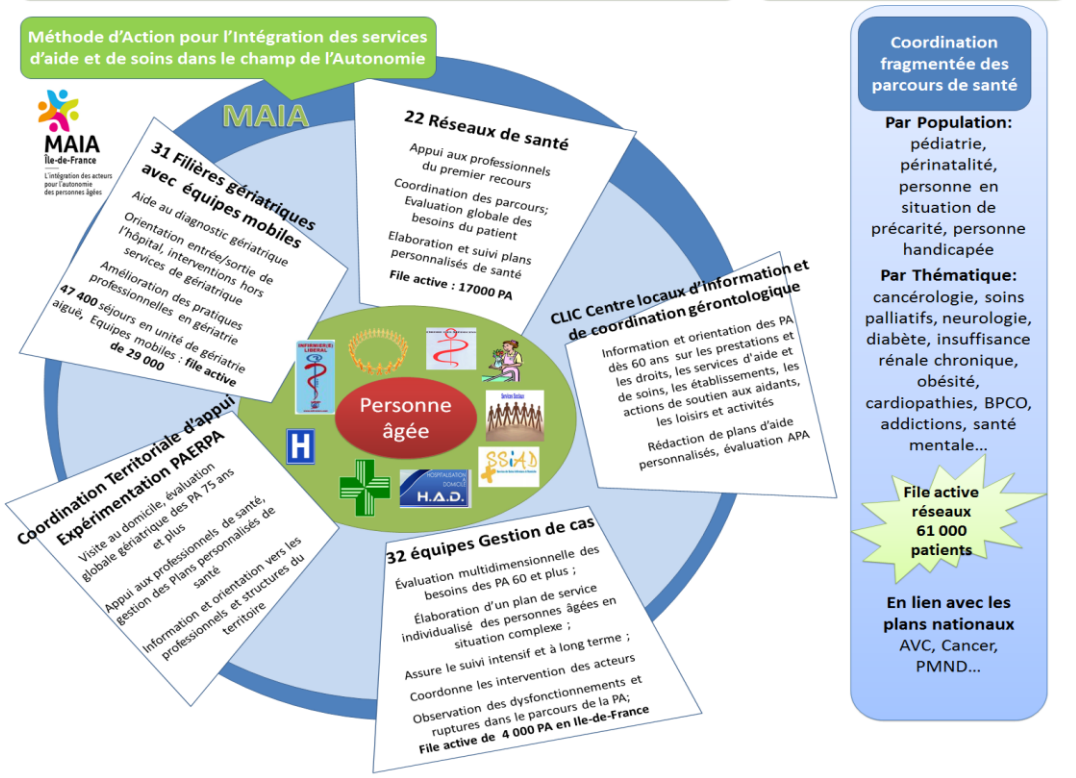 Méthode d'Action pour l'Intégration des services
d'aide et de soins dans le champ de l'Autonomie
MAIA
Île-de-France
L'intégration des acteurs
pour l'autonomie
des personnes âgées
MAIA
31 Filières gériatriques
avec équipes mobiles
Aide au diagnostic gériatrique
Orientation entrée/sortie de
l'hôpital, interventions hors
services de gériatrique
Amélioration des pratiques
professionnelles en gériatrie
47 400 séjours en unité de gériatrie
aiguë, Equipes mobiles : file active
de 29 000
22 Réseaux de santé
Appui aux professionnels
du premier recours
Coordination des parcours;
Evaluation globale des
besoins du patient
Elaboration et suivi plans
personnalisés de santé
File active : 17000 PA
CLIC Centre locaux d'Information et
de coordination gérontologique
Information et orientation des PA
dès 60 ans sur les prestations et
les droits, les services d'aide et
de soins, les établissements, les
actions de soutien aux aidants,
les loisirs et activités
Rédaction de plans d'aide
personnalisés, évaluation APA
INFIRMIER(E)
LIBERAL
Services Sociaux
Personne
âgée
H
SSiAD
HOSPITALISATION
à
DOMICILE
H.A.D.
Coordination Territoriale d'appui
Expérimentation PAERPA
Visite au domicile, évaluation
globale gériatrique des PA 75 ans
et plus
Appui aux professionnels de santé,
gestion des Plans personnalisés de
santé
Information et orientation vers les
professionnels et structures du
territoire
32 équipes Gestion de cas
Évaluation multidimensionnelle des
besoins des PA 60 et plus ;
Élaboration d'un plan de service
individualisé des personnes âgées en
situation complexe ;
Assure le suivi intensif et à long terme ;
Coordonne les intervention des acteurs
Observation des dysfonctionnements et
ruptures dans le parcours de la PA;
File active de 4 000 PA en Ile-de-France
Coordination
fragmentée des
parcours de santé
Par Population:
pédiatrie,
périnatalité,
personne en
situation de
précarité, personne
handicapée
Par Thématique:
cancérologie, soins
palliatifs, neurologie,
diabète, insuffisance
rénale chronique,
obésité,
cardiopathies, BPCO,
addictions, santé
mentale…
File active
réseaux
61 000
patients
En lien avec les
plans nationaux
AVC, Cancer,
PMND…